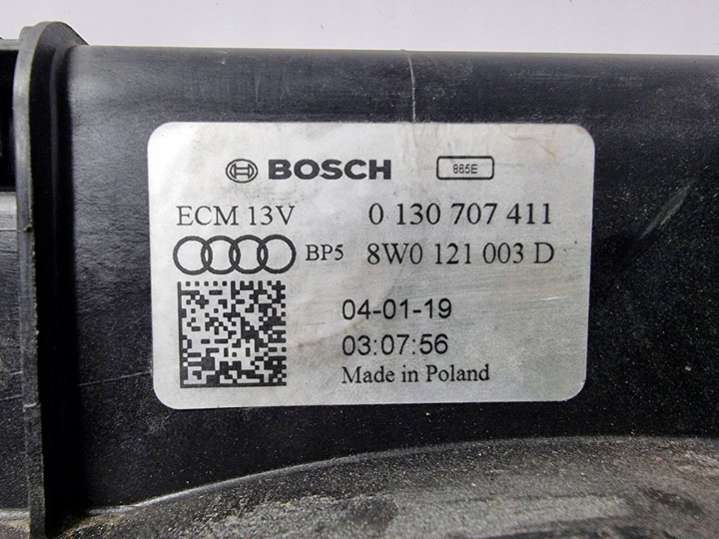 BOSCH 865E
ECM 13V 0 130 707 411
BP5 8W0 121 003 D
04-01-19
03:07:56
Made in Poland